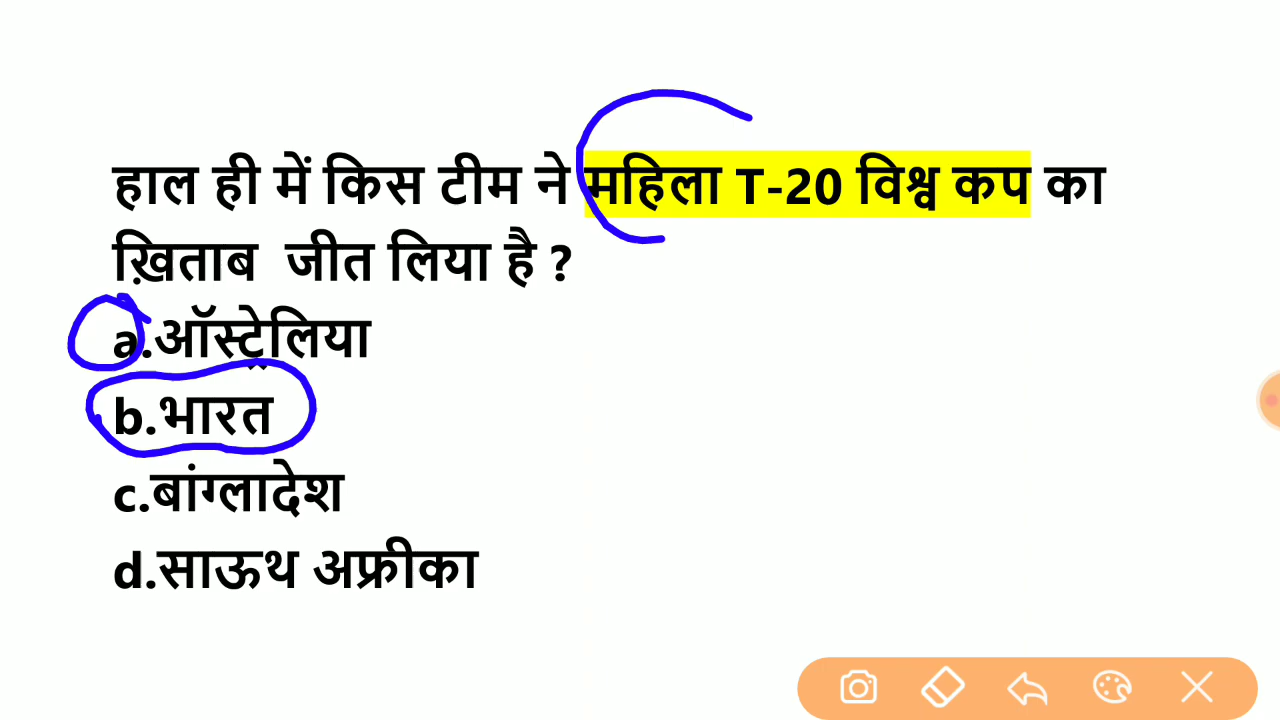 हाल ही में किस टीम ने महिला T-20 विश्व कप का
ख़िताब जीत लिया है ?
a.ऑस्ट्रेलिया
b.भारत
c.बांग्लादेश
d.साऊथ अफ्रीका